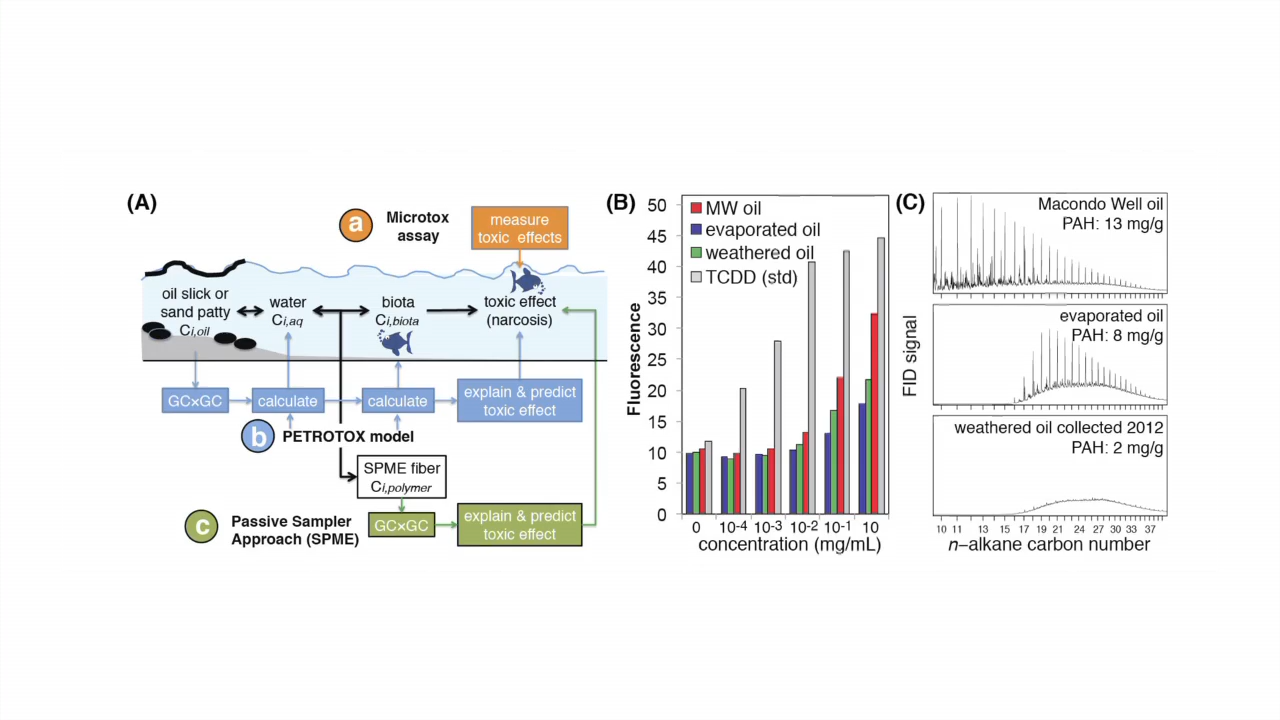 (A)
a
Microtox
assay
measure
toxic effects
oil slick or
sand patty
Ci,oil
water
Ci,aq
biota
Ci,biota
toxic effect
(narcosis)
GC×GC
calculate
calculate
explain & predict
toxic effect
b
PETROTOX model
SPME fiber
Ci,polymer
c
Passive Sampler
Approach (SPME)
GC×GC
explain & predict
toxic effect
(B)
Fluorescence
50
45
40
35
30
25
20
15
10
5
0
MW oil
evaporated oil
weathered oil
TCDD (std)
0 10-4 10-3 10-2 10-1 10
concentration (mg/mL)
(C)
FID signal
Macondo Well oil
PAH: 13 mg/g
evaporated oil
PAH: 8 mg/g
weathered oil collected 2012
PAH: 2 mg/g
10 11 13 15 17 19 21 24 27 30 33 37
n–alkane carbon number